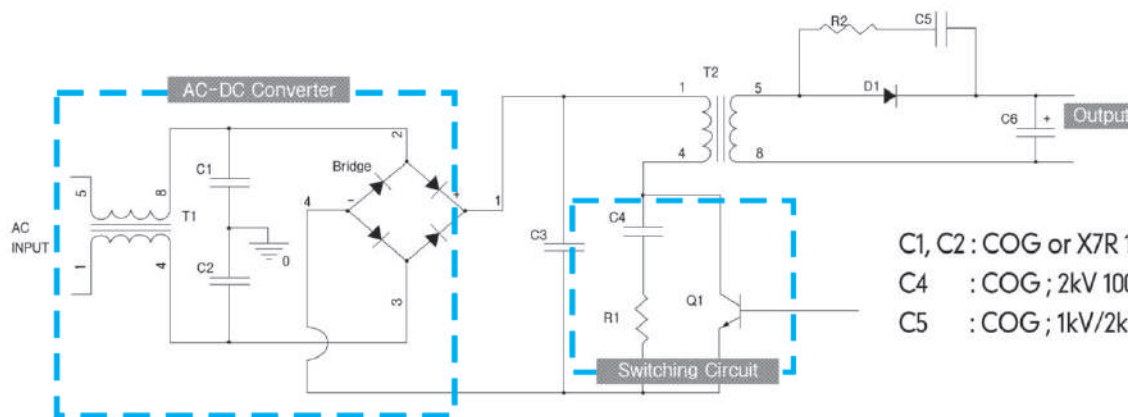 AC-DC Converter
R2
C5
T2
1
5
D1
C6
+
Output
4
8
2
Bridge
C1
5
8
T1
4
-
+
1
AC
INPUT
0
C3
C4
1
4
C2
3
R1
Q1
Switching Circuit
C1, C2 : COG or X7R 1
C4 : COG ; 2kV 100
C5 : COG ; 1kV/2k